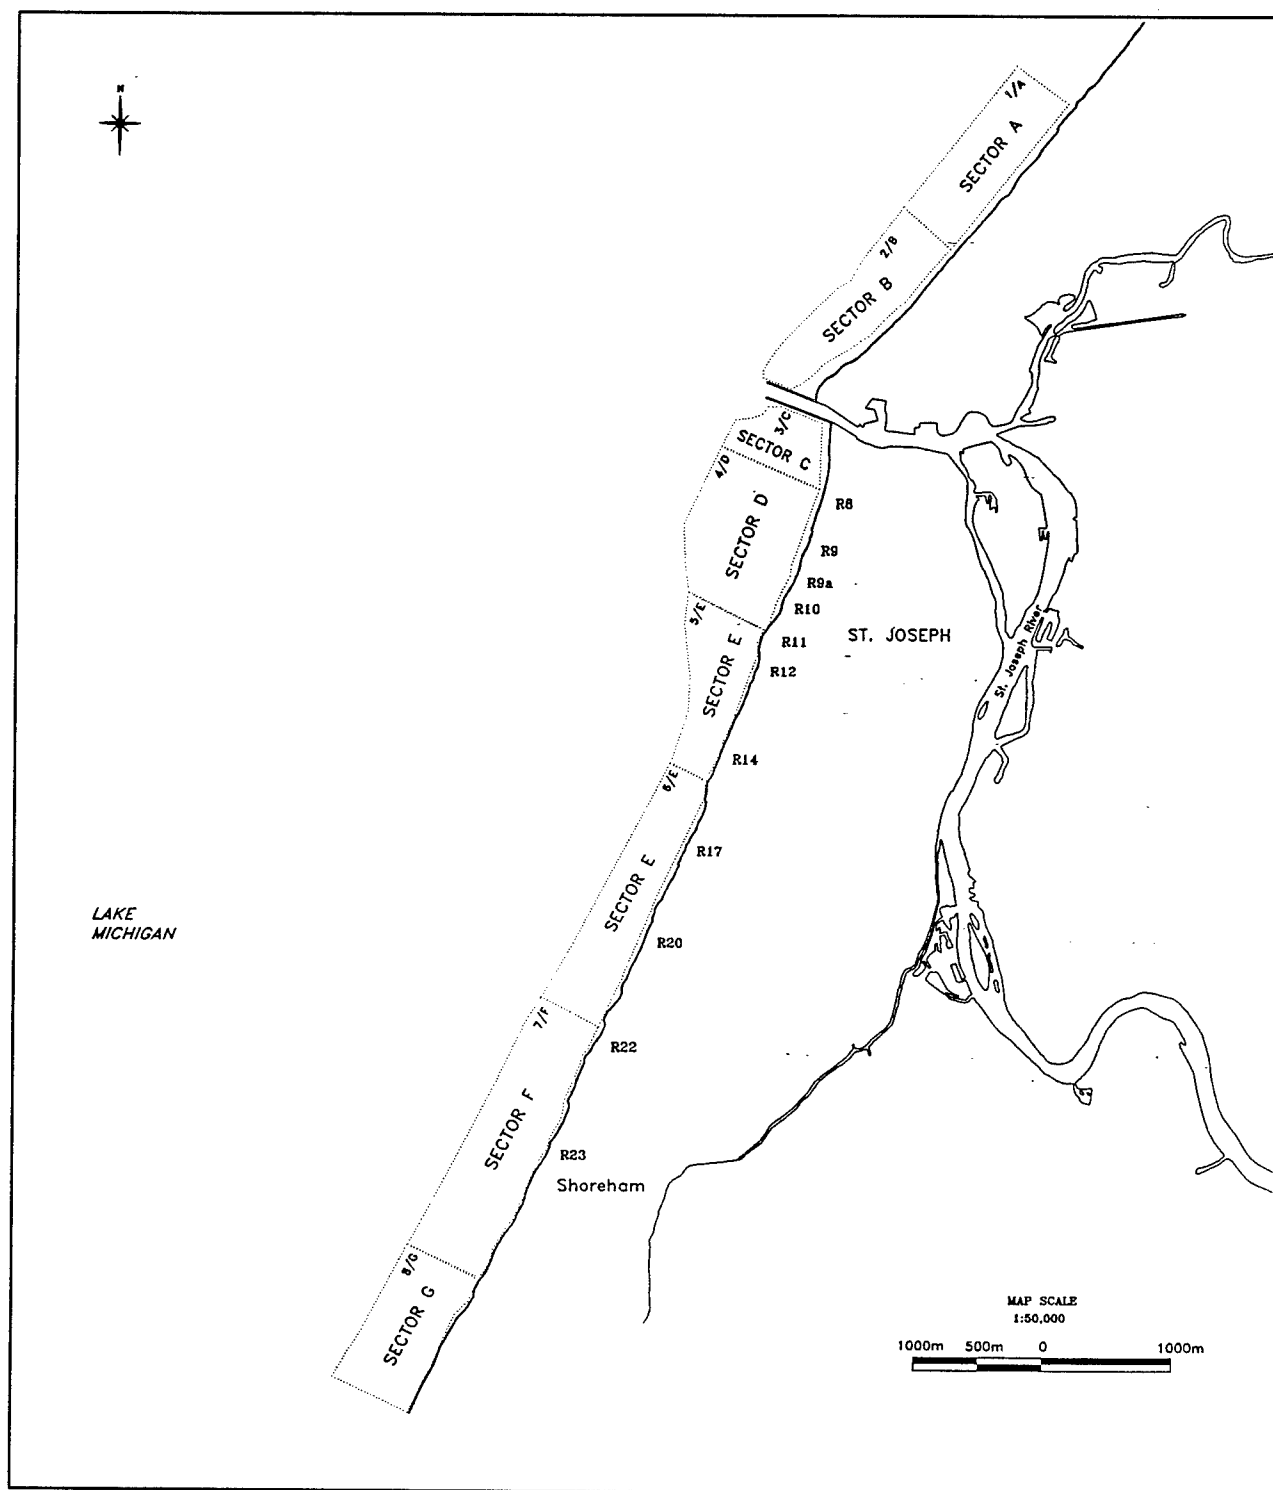 N
1/A
SECTOR A
2/B
SECTOR B
3/C
SECTOR C
4/D
SECTOR D
R8
R9
R9a
R10
5/E
R11
ST. JOSEPH
SECTOR E
R12
St. Joseph River
R14
6/E
R17
SECTOR E
LAKE
MICHIGAN
R20
7/F
R22
SECTOR F
R23
Shoreham
8/G
SECTOR G
MAP SCALE
1:50,000
1000m 500m 0 1000m